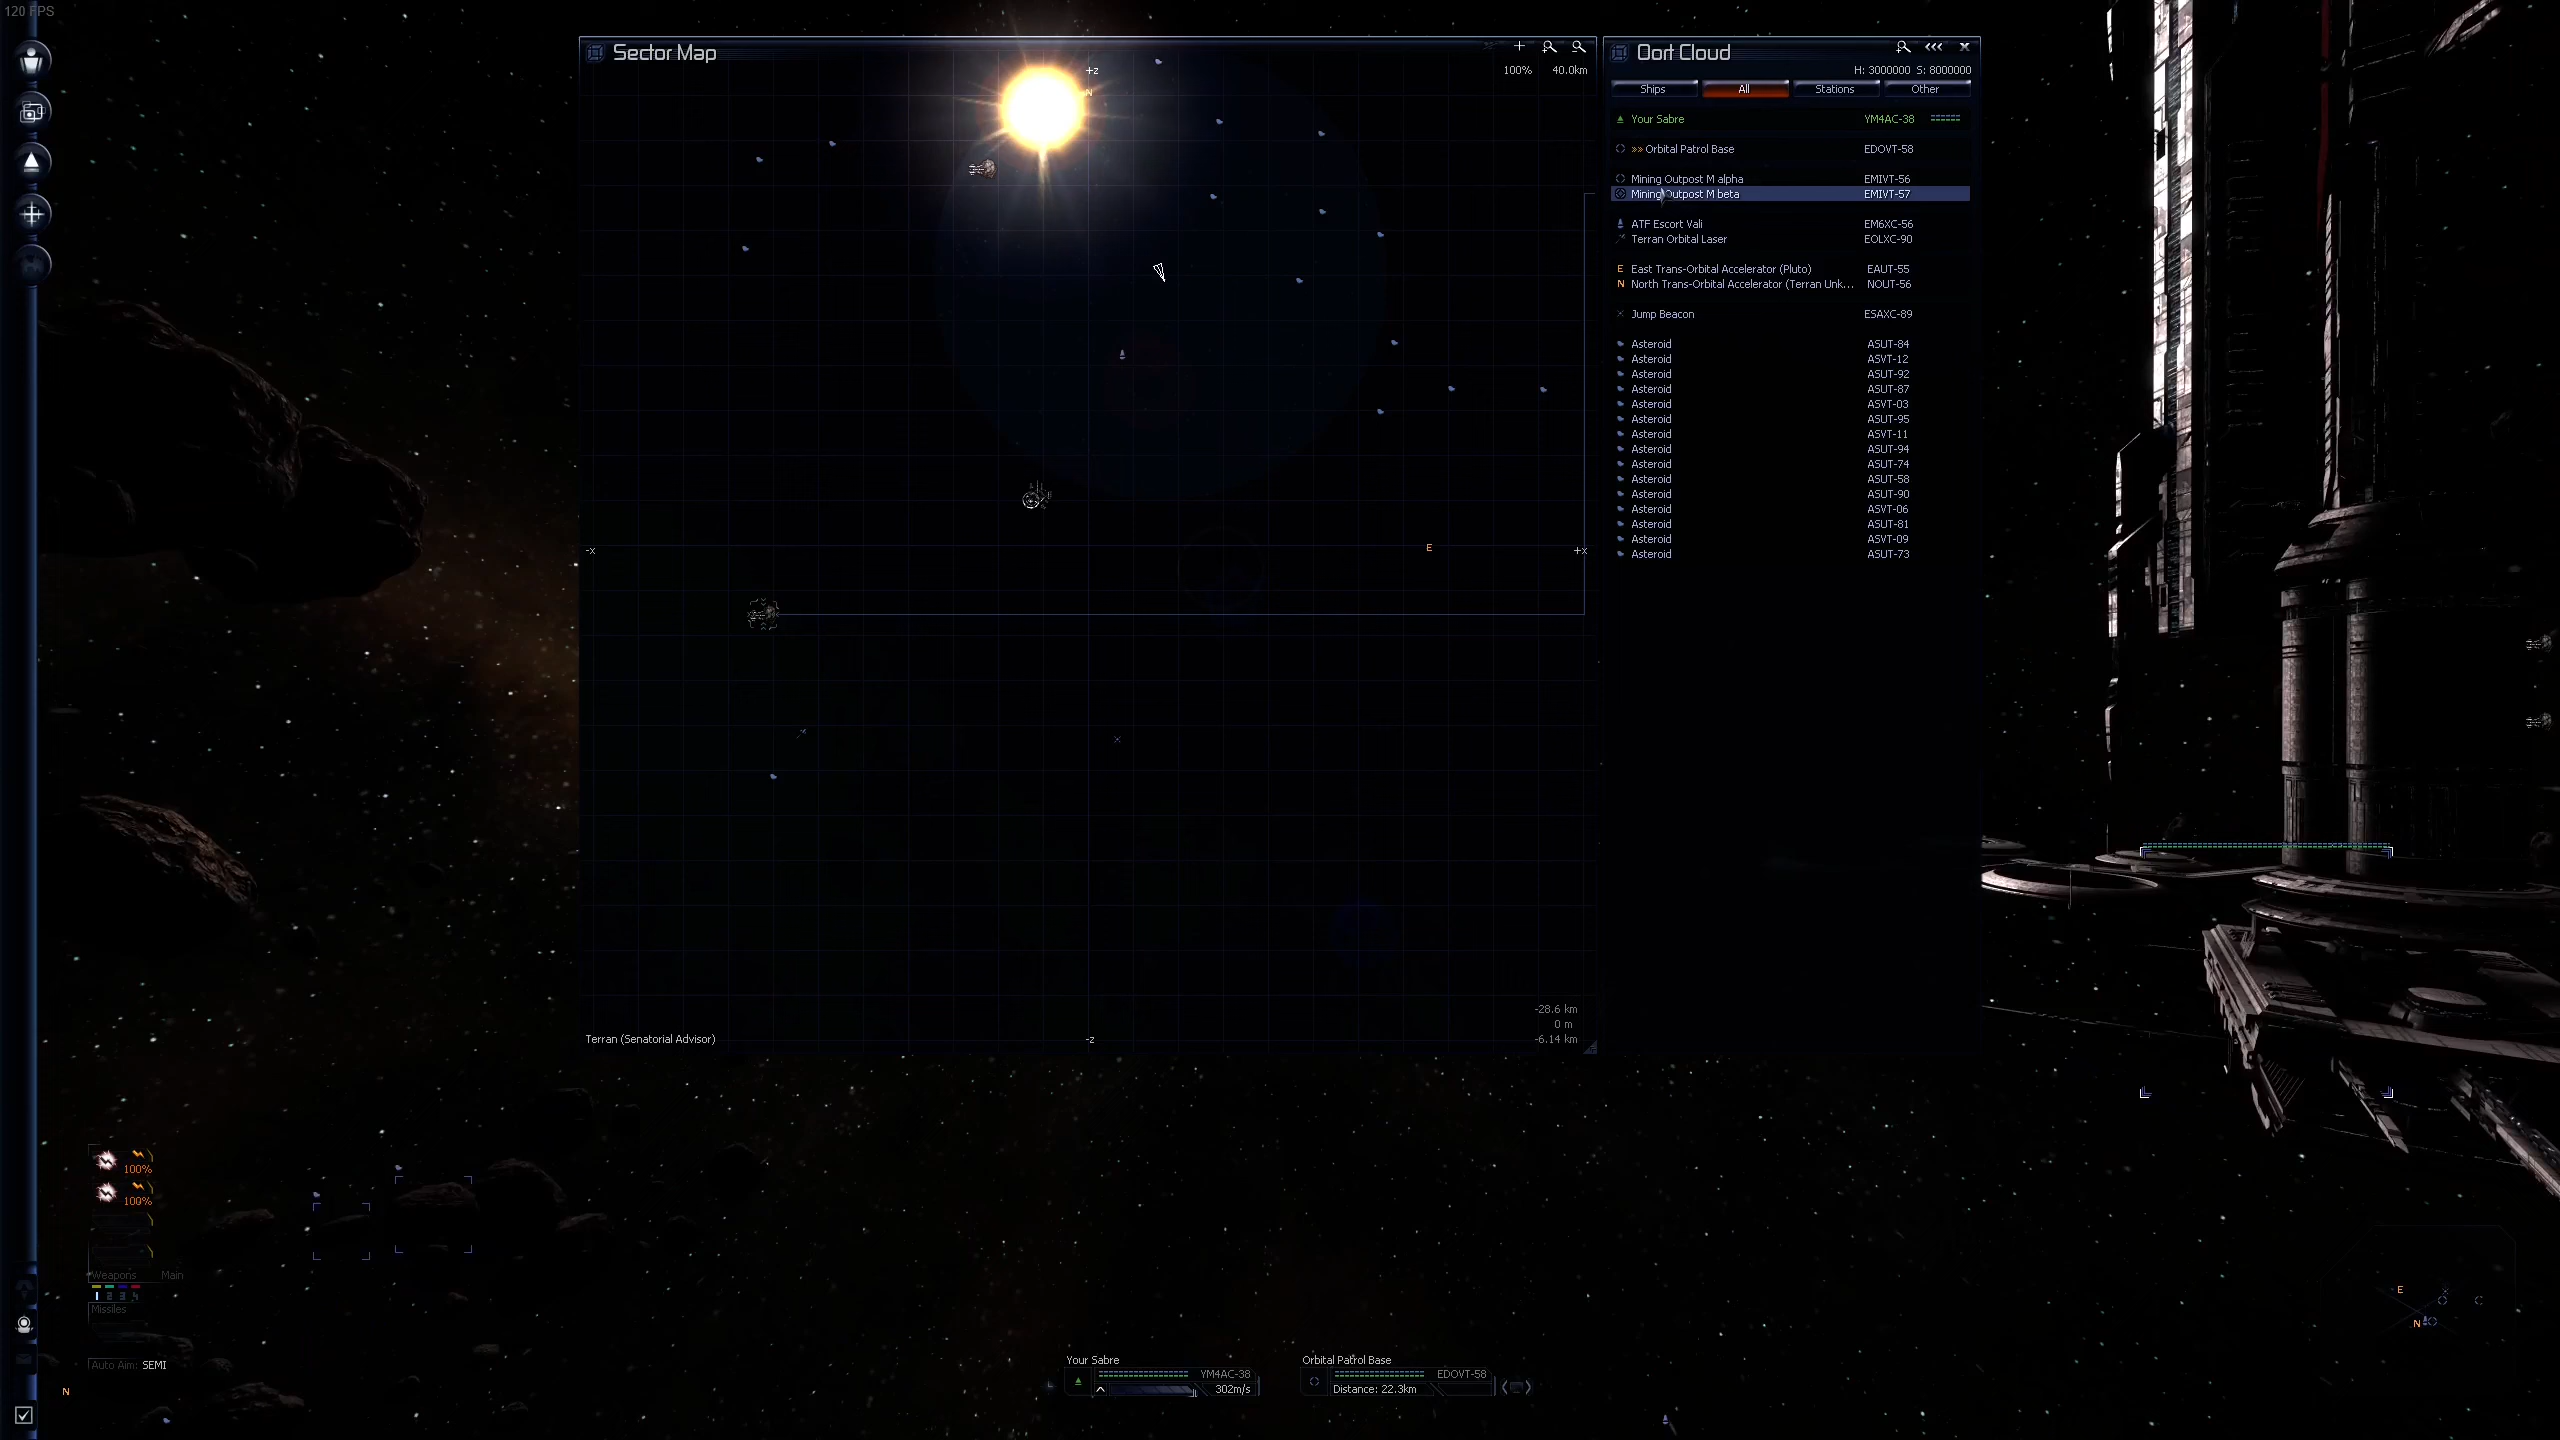 120 FPS
Sector Map
100% 40.0km
+z
N
-x
E
+x
Terran (Senatorial Advisor)
-z
-28.6 km
0 m
-6.14 km
Oort Cloud
H: 3000000 S: 8000000
Ships All Stations Other
Your Sabre YM4AC-38
»» Orbital Patrol Base EDOVT-58
Mining Outpost M alpha EMIVT-56
Mining Outpost M beta EMIVT-57
ATF Escort Vali EM6XC-56
Terran Orbital Laser EOLXC-90
E East Trans-Orbital Accelerator (Pluto) EAUT-55
N North Trans-Orbital Accelerator (Terran Unk... NOUT-56
Jump Beacon ESAXC-89
Asteroid ASUT-84
Asteroid ASVT-12
Asteroid ASUT-92
Asteroid ASUT-87
Asteroid ASVT-03
Asteroid ASUT-95
Asteroid ASVT-11
Asteroid ASUT-94
Asteroid ASUT-74
Asteroid ASUT-58
Asteroid ASUT-90
Asteroid ASVT-06
Asteroid ASUT-81
Asteroid ASVT-09
Asteroid ASUT-73
100%
100%
Weapons Main
1 2 3 4
Missiles
Auto Aim: SEMI
N
Your Sabre
YM4AC-38
302m/s
Orbital Patrol Base
EDOVT-58
Distance: 22.3km
E
N